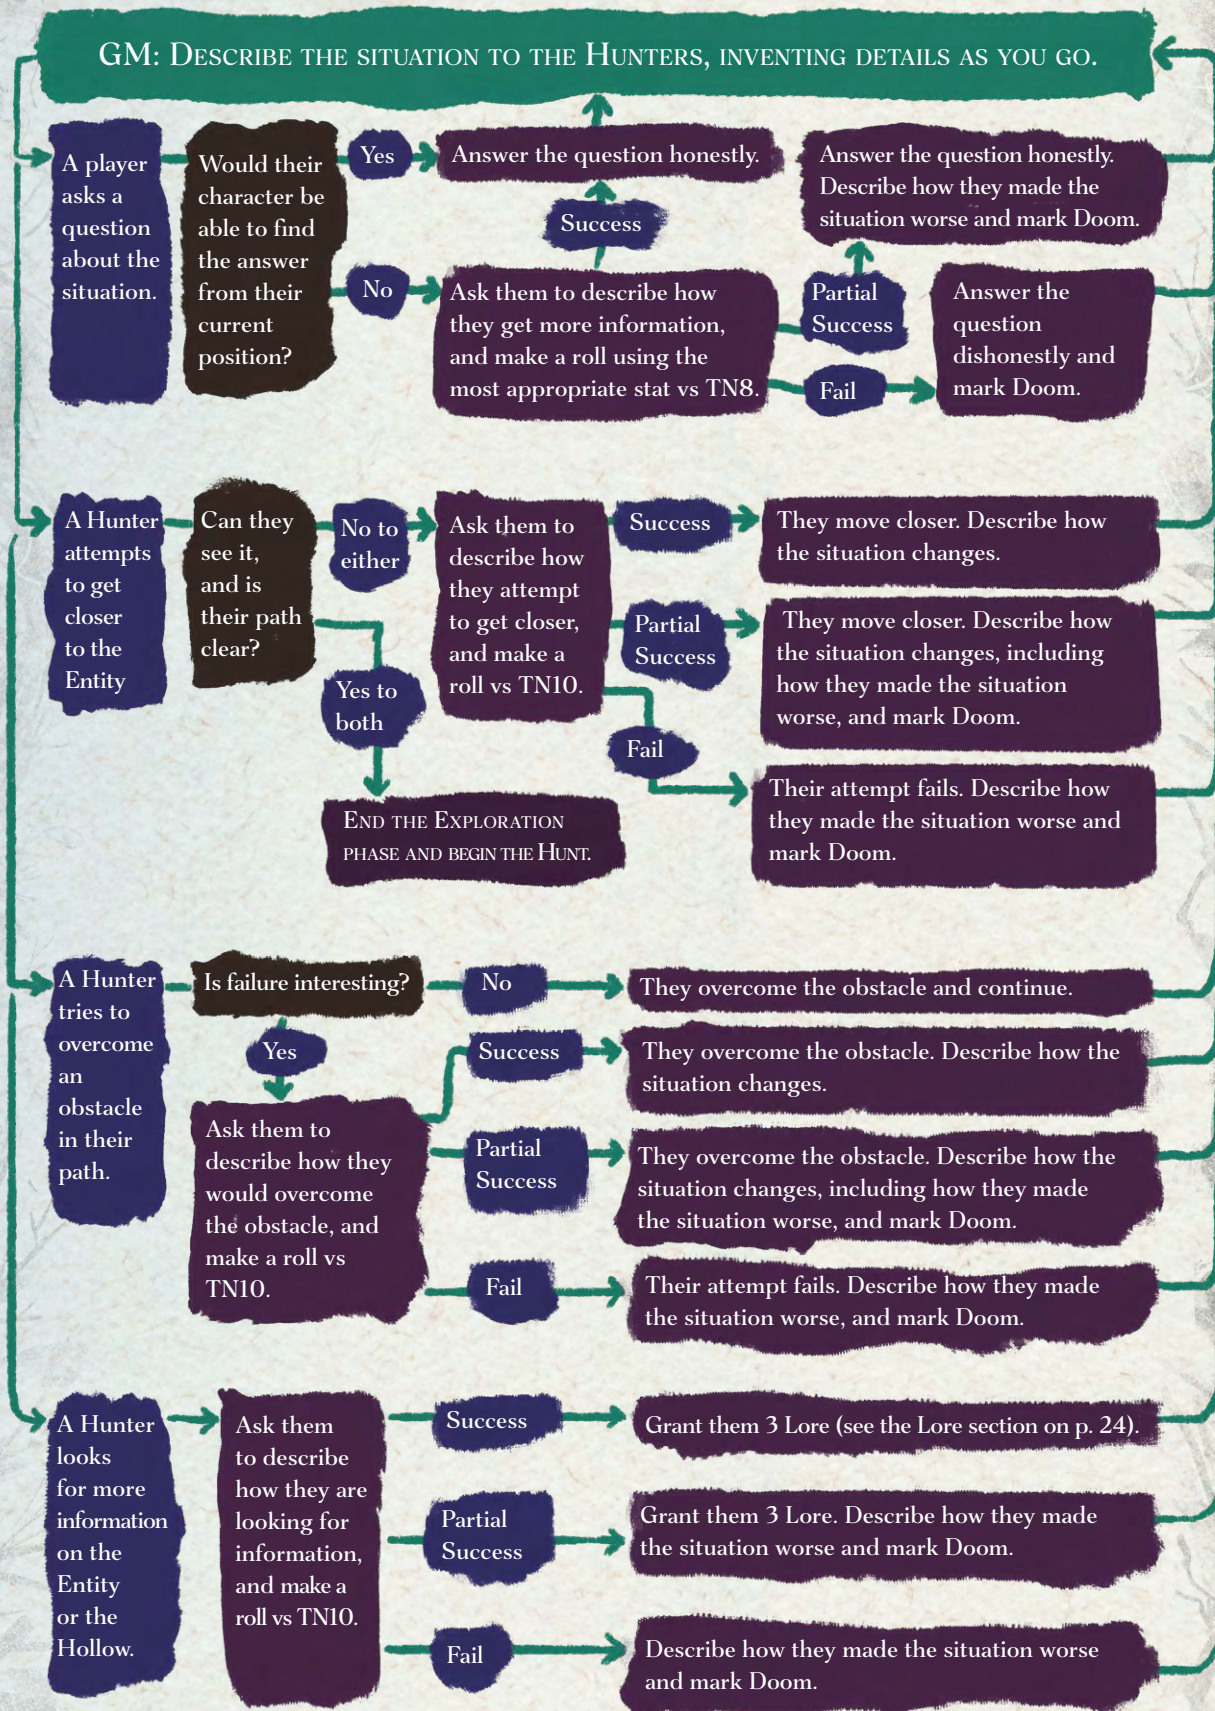 GM: Describe the situation to the Hunters, inventing details as you go.
A player
asks a
question
about the
situation.
Would their
character be
able to find
the answer
from their
current
position?
Yes
Answer the question honestly.
Success
No
Ask them to describe how
they get more information,
and make a roll using the
most appropriate stat vs TN8.
Partial
Success
Answer the question honestly.
Describe how they made the
situation worse and mark Doom.
Fail
Answer the
question
dishonestly and
mark Doom.
A Hunter
attempts
to get
closer
to the
Entity
Can they
see it,
and is
their path
clear?
No to
either
Yes to
both
End the Exploration
phase and begin the Hunt.
Ask them to
describe how
they attempt
to get closer,
and make a
roll vs TN10.
Success
They move closer. Describe how
the situation changes.
Partial
Success
They move closer. Describe how
the situation changes, including
how they made the situation
worse, and mark Doom.
Fail
Their attempt fails. Describe how
they made the situation worse and
mark Doom.
A Hunter
tries to
overcome
an
obstacle
in their
path.
Is failure interesting?
No
They overcome the obstacle and continue.
Yes
Ask them to
describe how they
would overcome
the obstacle, and
make a roll vs
TN10.
Success
They overcome the obstacle. Describe how the
situation changes.
Partial
Success
They overcome the obstacle. Describe how the
situation changes, including how they made
the situation worse, and mark Doom.
Fail
Their attempt fails. Describe how they made
the situation worse, and mark Doom.
A Hunter
looks
for more
information
on the
Entity
or the
Hollow.
Ask them
to describe
how they are
looking for
information,
and make a
roll vs TN10.
Success
Grant them 3 Lore (see the Lore section on p. 24).
Partial
Success
Grant them 3 Lore. Describe how they made
the situation worse and mark Doom.
Fail
Describe how they made the situation worse
and mark Doom.